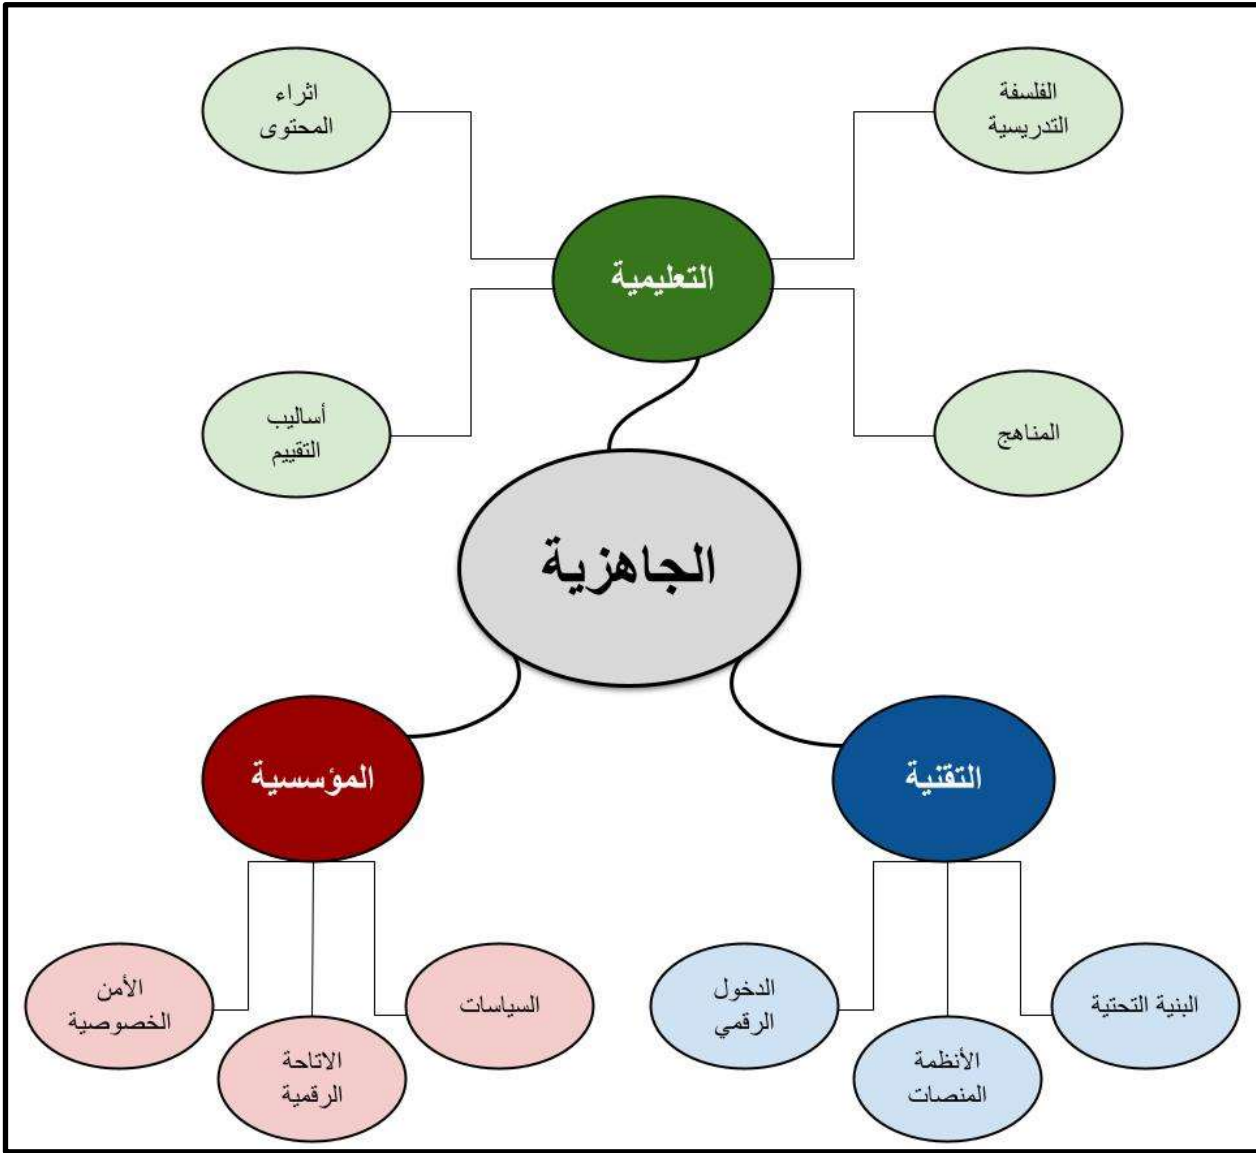 الفلسفة
التدريسية
اثراء
المحتوى
التعليمية
المناهج
أساليب
التقييم
الجاهزية
التقنية
المؤسسية
البنية التحتية
الدخول
الرقمي
السياسات
الأمن
الخصوصية
الأنظمة
المنصات
الاتاحة
الرقمية